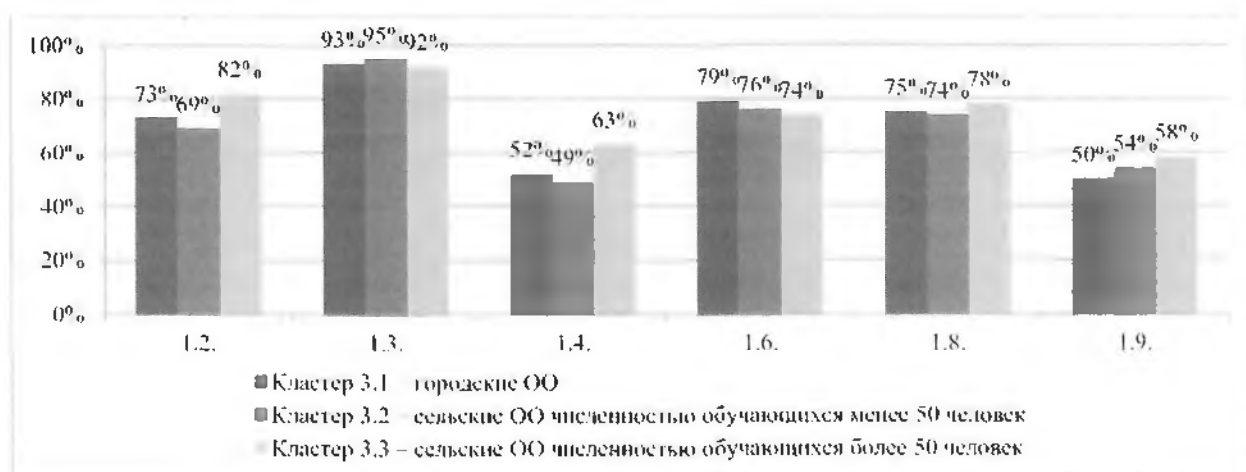 100%
80%
60%
40%
20%
0%
73% 69% 82%
93% 95% 92%
52% 49% 63%
79% 76% 74%
75% 74% 78%
50% 54% 58%
1.2. 1.3. 1.4. 1.6. 1.8. 1.9.
Кластер 3.1 – городские ОО
Кластер 3.2 – сельские ОО численностью обучающихся менее 50 человек
Кластер 3.3 – сельские ОО численностью обучающихся более 50 человек